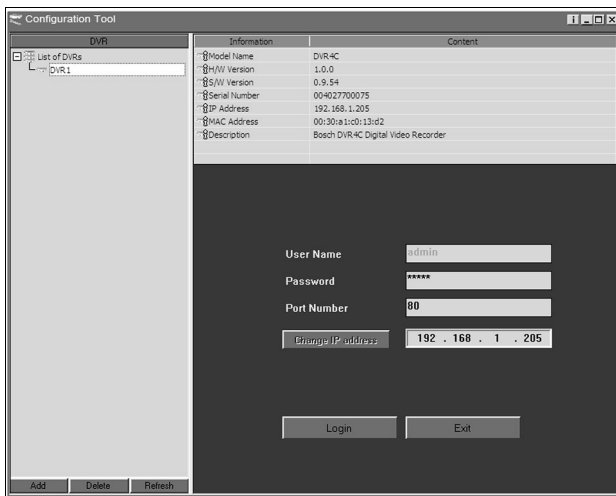 Configuration Tool
DVR
Information Content
List of DVRs
DVR1
Model Name DVR4C
H/W Version 1.0.0
S/W Version 0.9.54
Serial Number 004027700075
IP Address 192.168.1.205
MAC Address 00:30:a1:c0:13:d2
Description Bosch DVR4C Digital Video Recorder
User Name admin
Password *****
Port Number 80
Change IP address 192 . 168 . 1 . 205
Login Exit
Add Delete Refresh